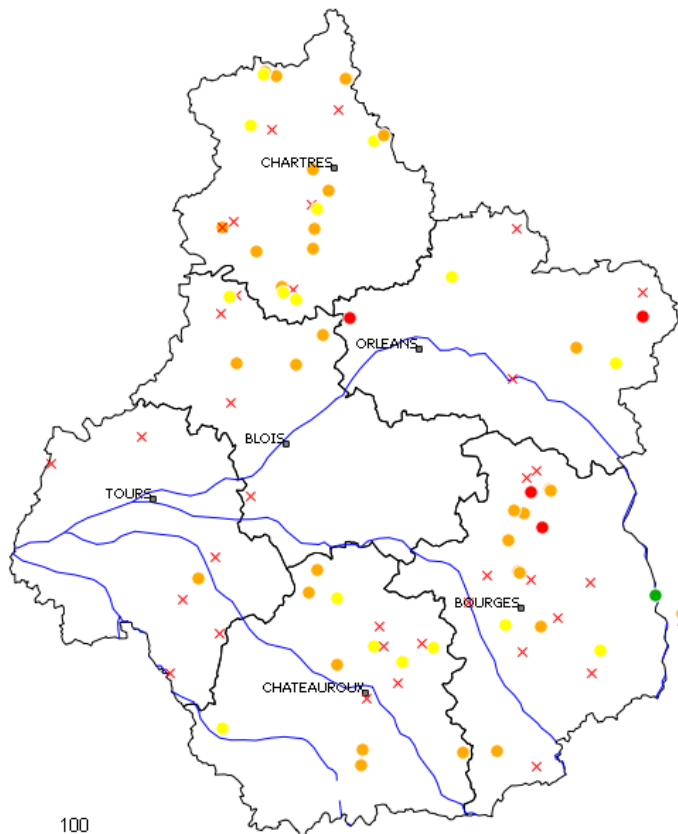 CHARTRES
ORLEANS
BLOIS
TOURS
BOURGES
CHATEAUROUX
100